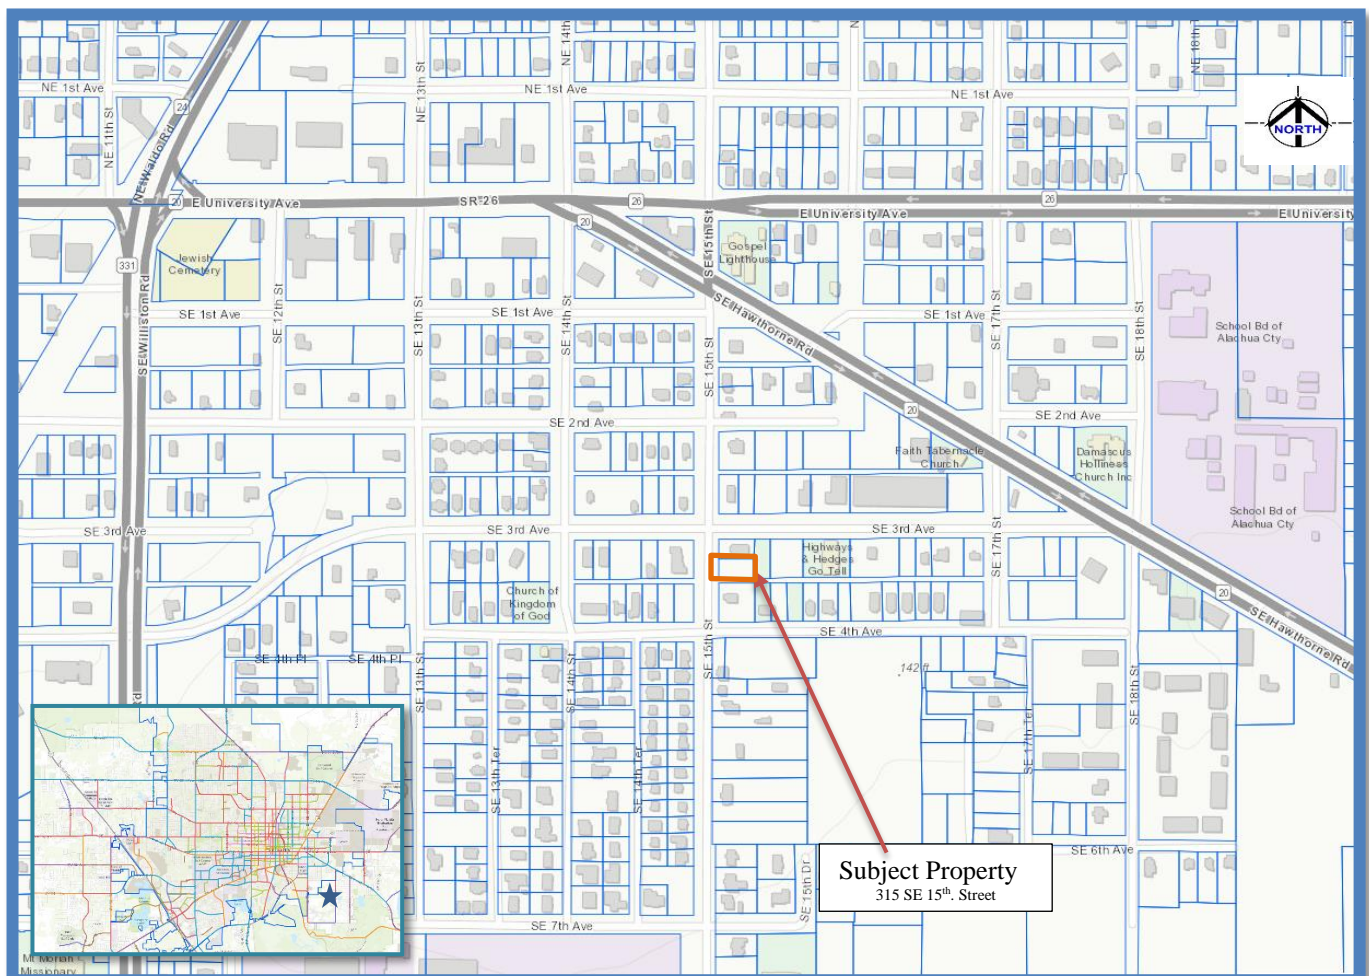 NE 14th
NE 18th
NE 1st Ave
NE 1st Ave
NE 1st Ave
NE 13th St
NE 11th St
24
NE Waldo Rd
NORTH
20
E University Ave
SR 26
26
20
E University Ave
26
E University
SE 15th St
Jewish
Cemetery
Gospel
Lighthouse
331
SE Williston Rd
SE 12th St
SE 13th St
SE 14th St
SE 1st Ave
SE 1st Ave
SE 1st Ave
SE Hawthorne Rd
SE 15th St
SE 17th St
SE 18th St
School Bd of
Alachua Cty
20
SE 2nd Ave
SE 2nd Ave
Faith Tabernacle
Church
Damascus
Holliness
Church Inc
School Bd of
Alachua Cty
SE 3rd Ave
SE 3rd Ave
SE 3rd Ave
SE 17th St
Highways
& Hedges
Go Tell
Church of
Kingdom
of God
20
SE Hawthorne Rd
SE 4th Ave
SE 4th Pl
SE 4th Pl
SE 13th St
SE 14th St
SE 15th St
142 ft
SE 18th St
Rd
SE 13th Ter
SE 14th Ter
SE 17th Ter
SE 6th Ave
Subject Property
315 SE 15th. Street
SE 15th Dr
SE 7th Ave
Mt Moriah
Missionary